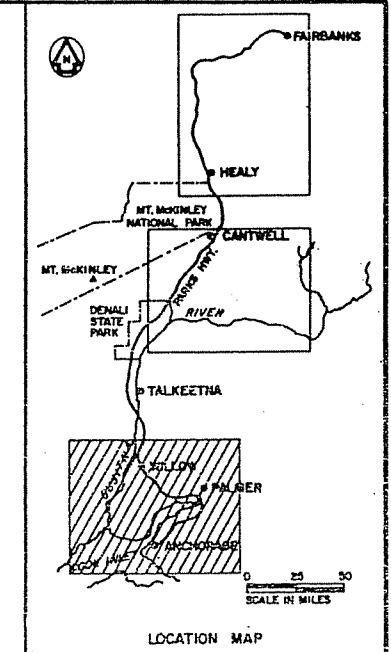 N
FAIRBANKS
HEALY
MT. McKINLEY
NATIONAL PARK
CANTWELL
MT. McKINLEY
PARKS HWY.
DENALI
STATE
PARK
RIVER
TALKEETNA
WILLOW
PALMER
ANCHORAGE
0 25 50
SCALE IN MILES
LOCATION MAP